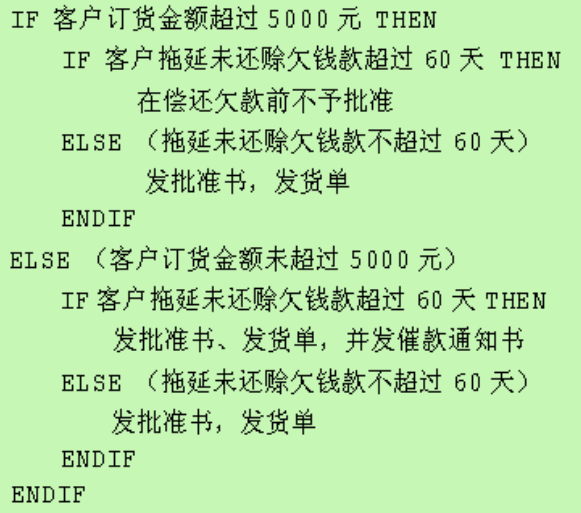 IF 客户订货金额超过 5000 元 THEN
IF 客户拖延未还赊欠钱款超过 60 天 THEN
在偿还欠款前不予批准
ELSE （拖延未还赊欠钱款不超过 60 天）
发批准书，发货单
ENDIF
ELSE （客户订货金额未超过 5000 元）
IF 客户拖延未还赊欠钱款超过 60 天 THEN
发批准书、发货单，并发催款通知书
ELSE （拖延未还赊欠钱款不超过 60 天）
发批准书，发货单
ENDIF
ENDIF